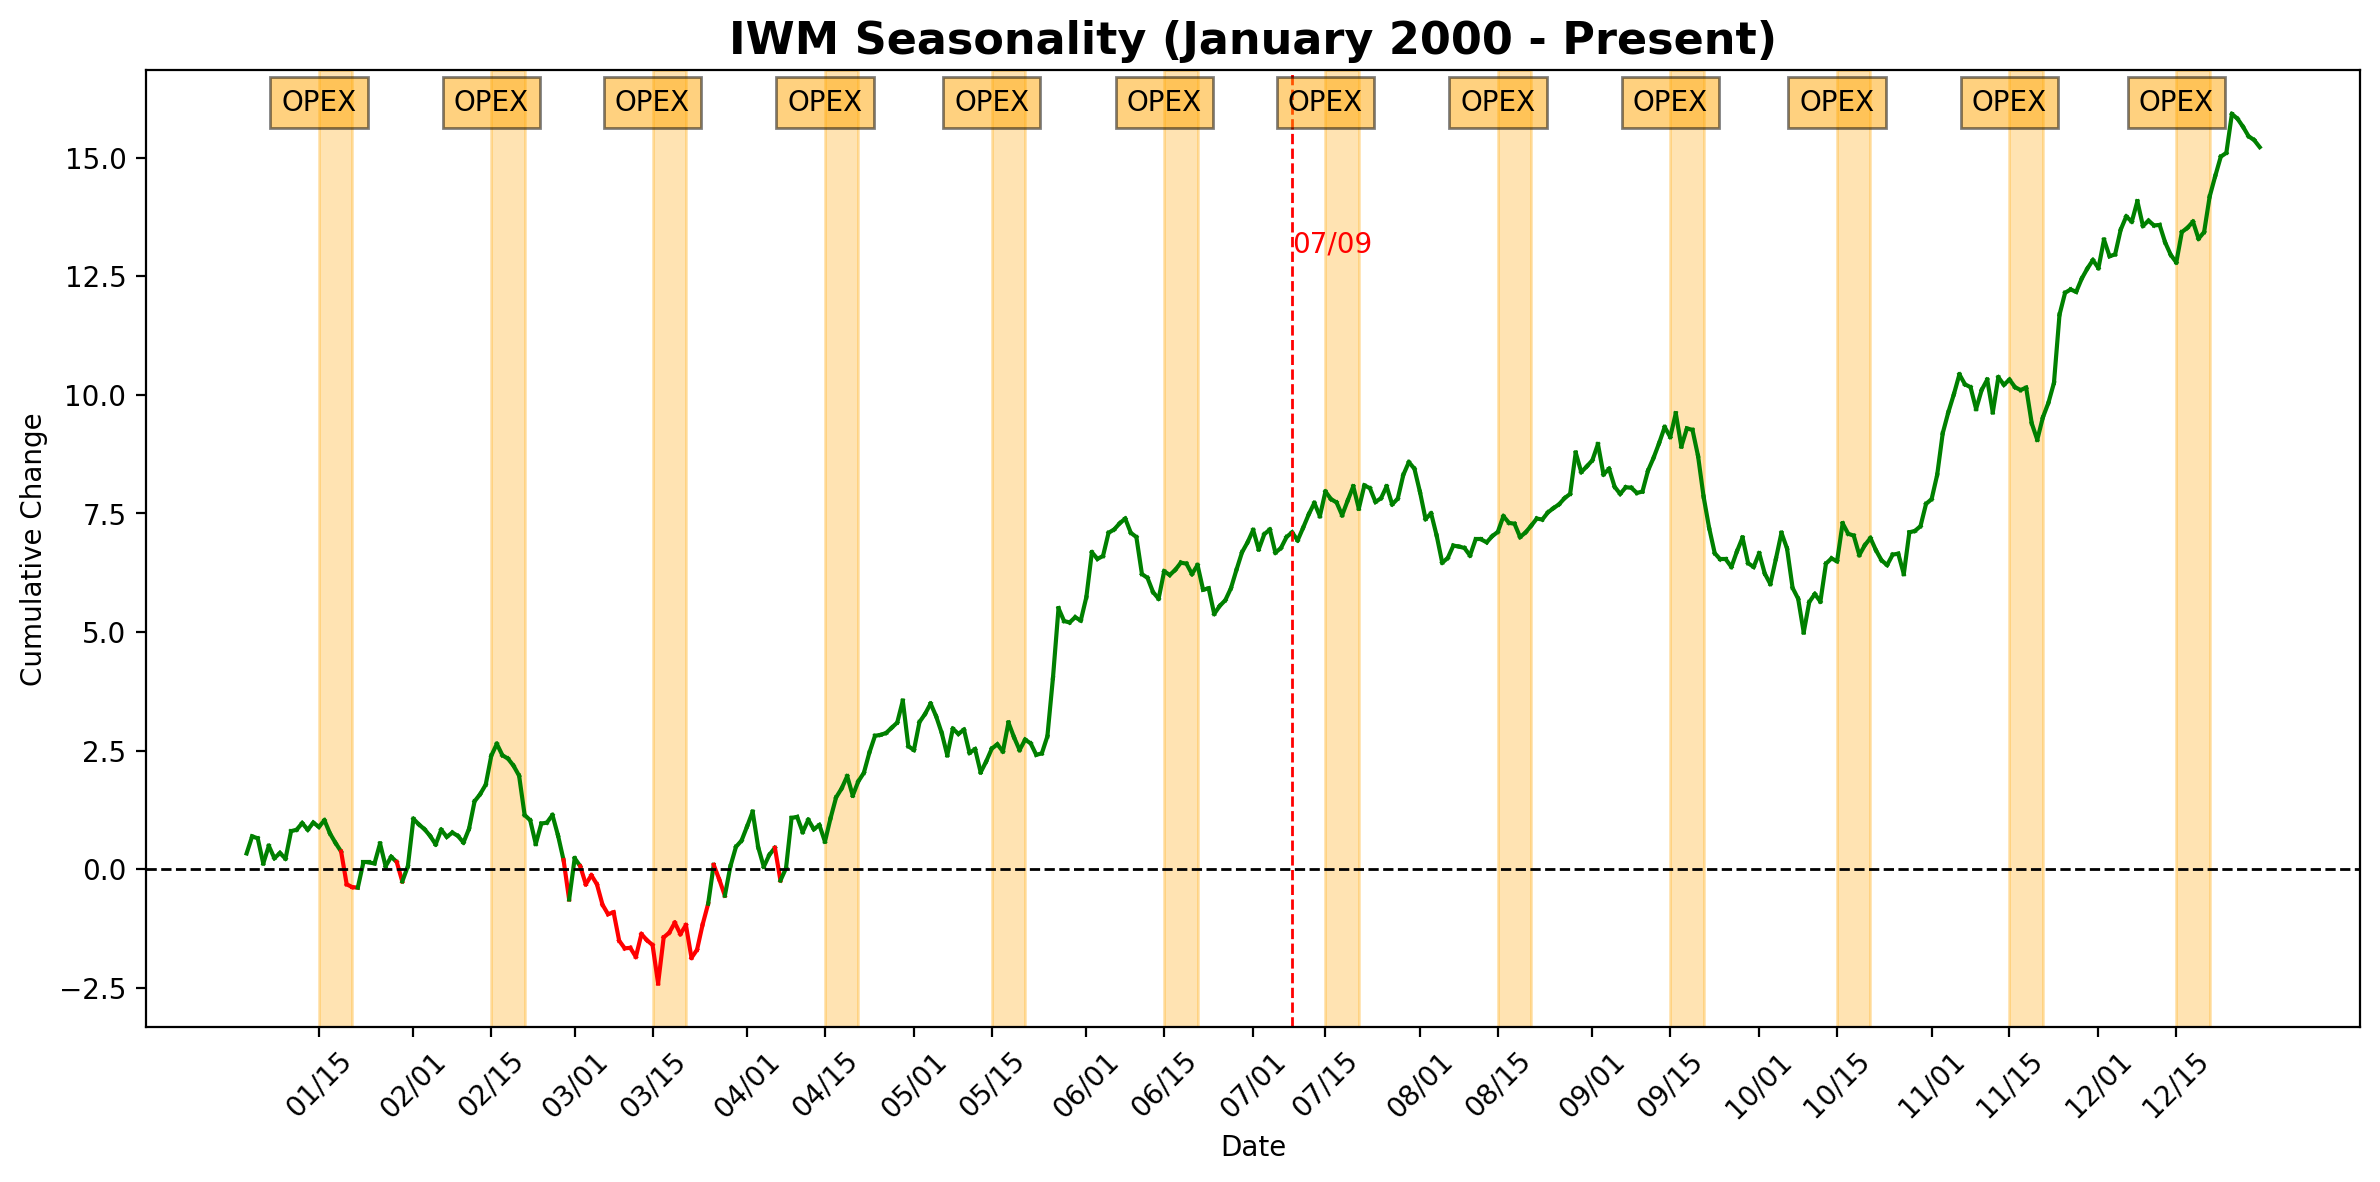 IWM Seasonality (January 2000 - Present)
OPEX OPEX OPEX OPEX OPEX OPEX OPEX OPEX OPEX OPEX OPEX OPEX
15.0
12.5
10.0
7.5
5.0
2.5
0.0
−2.5
Cumulative Change
07/09
01/15 02/01 02/15 03/01 03/15 04/01 04/15 05/01 05/15 06/01 06/15 07/01 07/15 08/01 08/15 09/01 09/15 10/01 10/15 11/01 11/15 12/01 12/15
Date